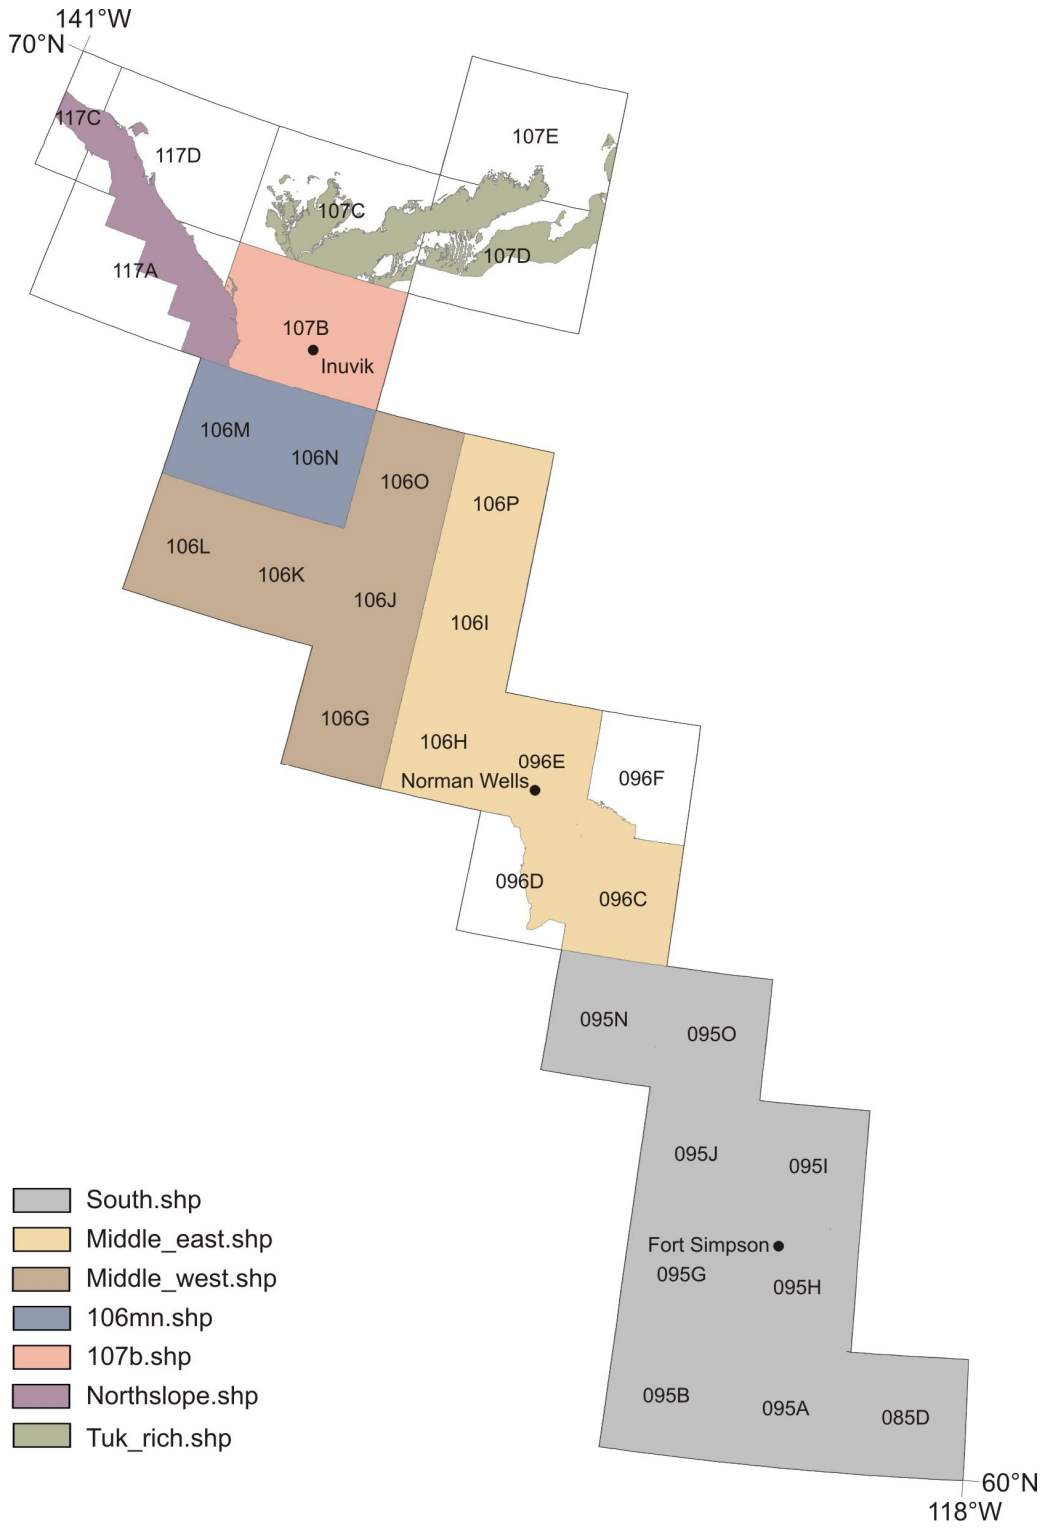 141°W
70°N
117C
107E
117D
107C
107D
117A
107B
Inuvik
106M
106N
106O
106P
106L
106K
106J
106I
106G
106H
096E
096F
Norman Wells
096D
096C
095N
095O
095J
095I
South.shp
Middle_east.shp
Fort Simpson
Middle_west.shp
095G
095H
106mn.shp
107b.shp
Northslope.shp
095B
095A
085D
Tuk_rich.shp
60°N
118°W